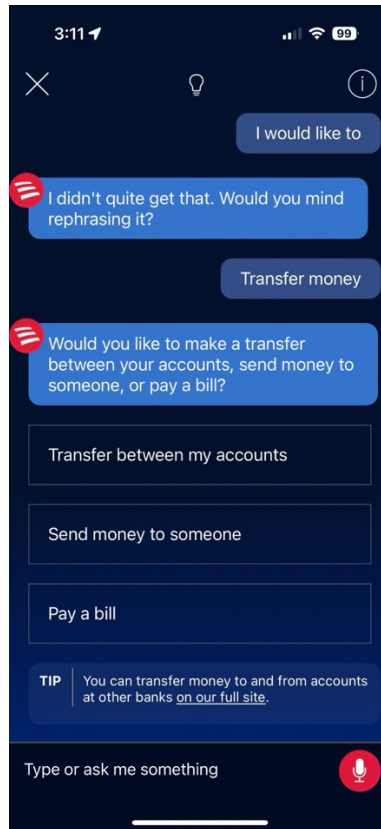 3:11
99
I would like to
I didn't quite get that. Would you mind
rephrasing it?
Transfer money
Would you like to make a transfer
between your accounts, send money to
someone, or pay a bill?
Transfer between my accounts
Send money to someone
Pay a bill
TIP
You can transfer money to and from accounts
at other banks on our full site.
Type or ask me something